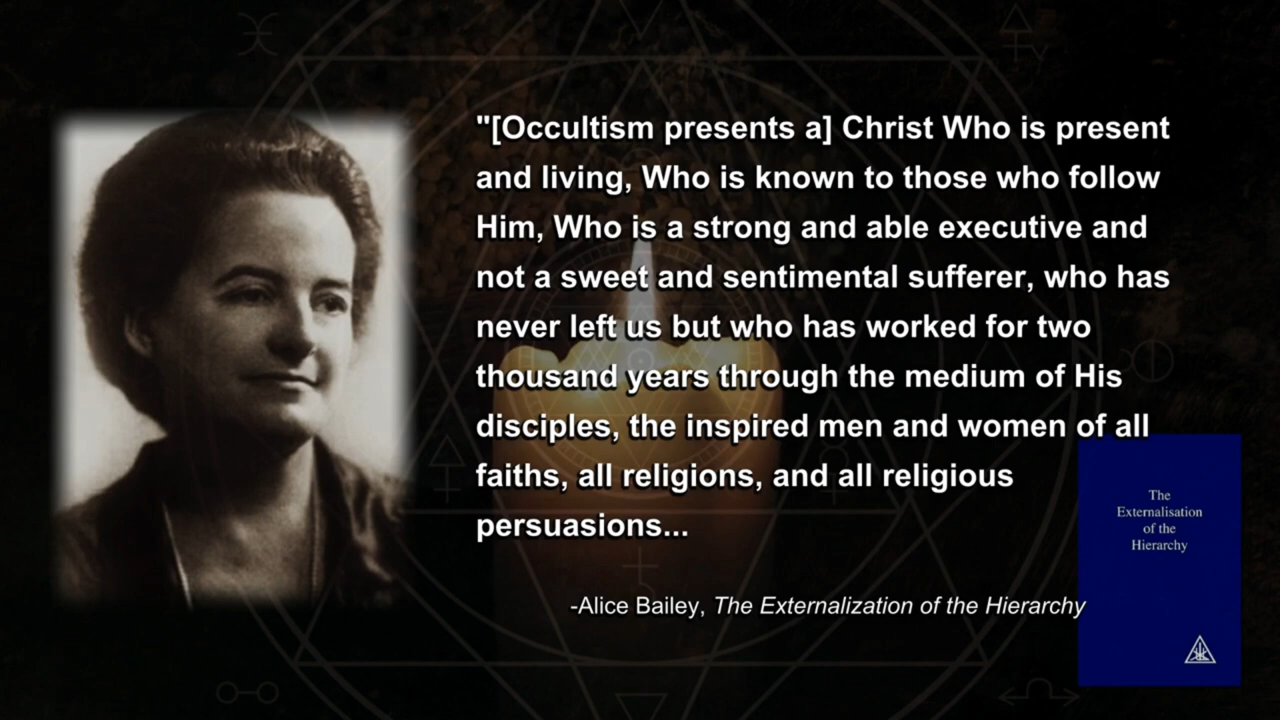 "[Occultism presents a] Christ Who is present
and living, Who is known to those who follow
Him, Who is a strong and able executive and
not a sweet and sentimental sufferer, who has
never left us but who has worked for two
thousand years through the medium of His
disciples, the inspired men and women of all
faiths, all religions, and all religious
persuasions...
-Alice Bailey, The Externalization of the Hierarchy
The
Externalisation
of the
Hierarchy